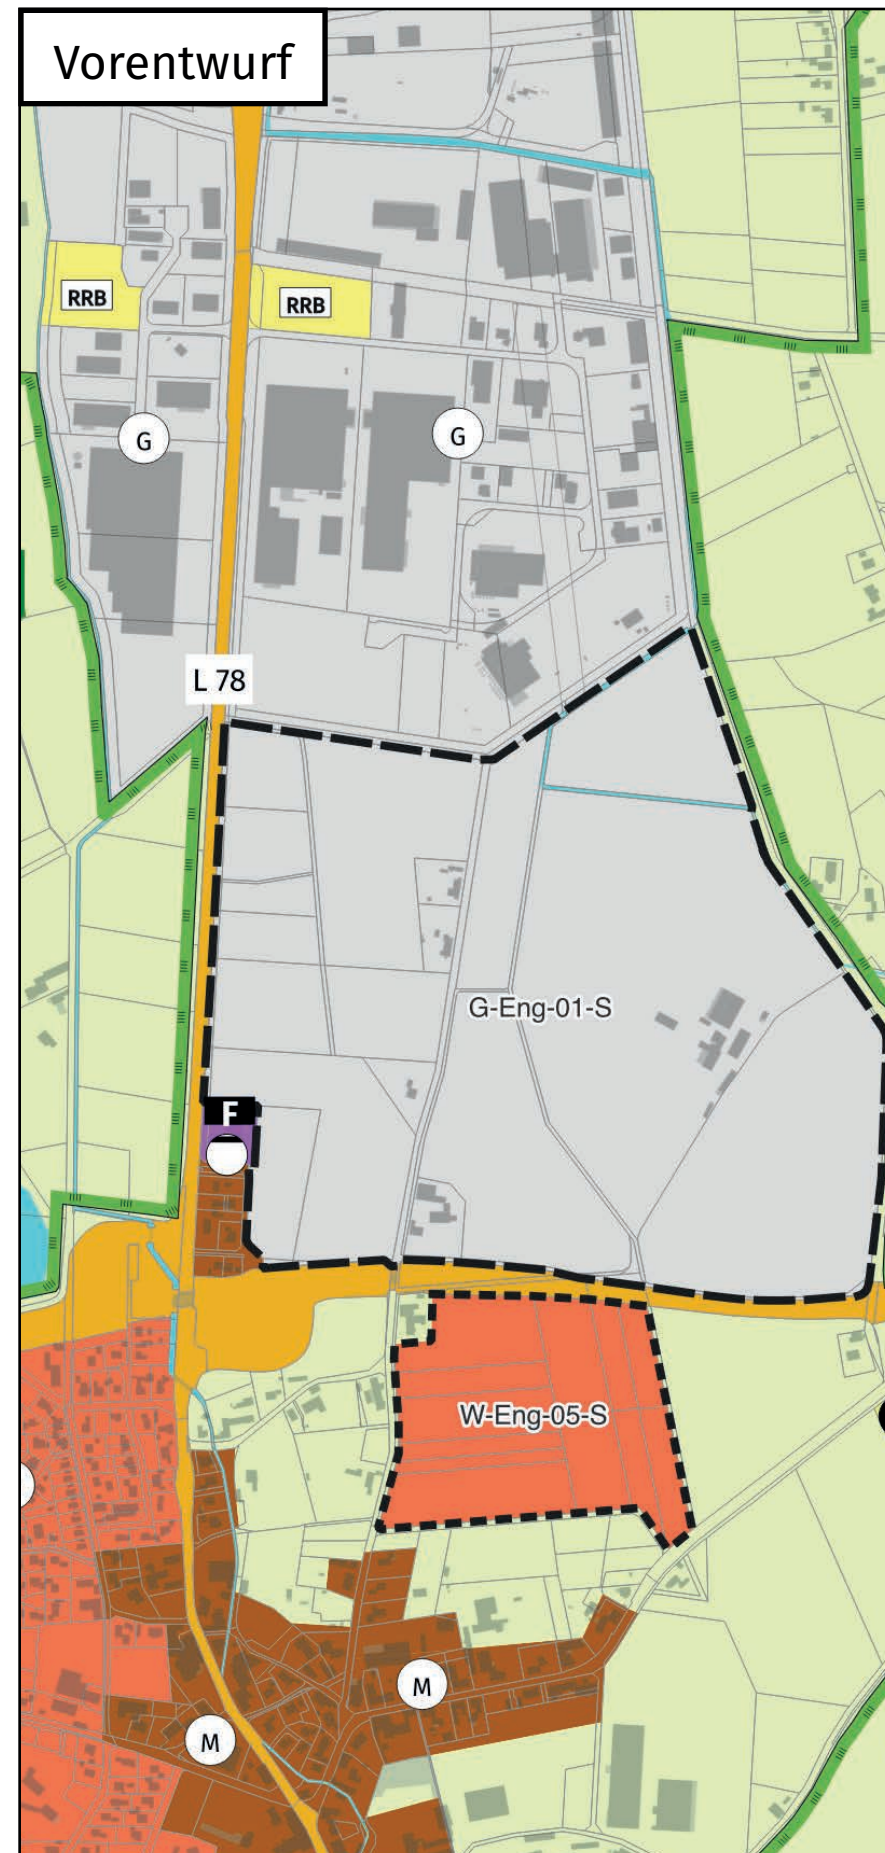 Vorentwurf
RRB
RRB
G
G
L 78
G-Eng-01-S
F
W-Eng-05-S
M
M